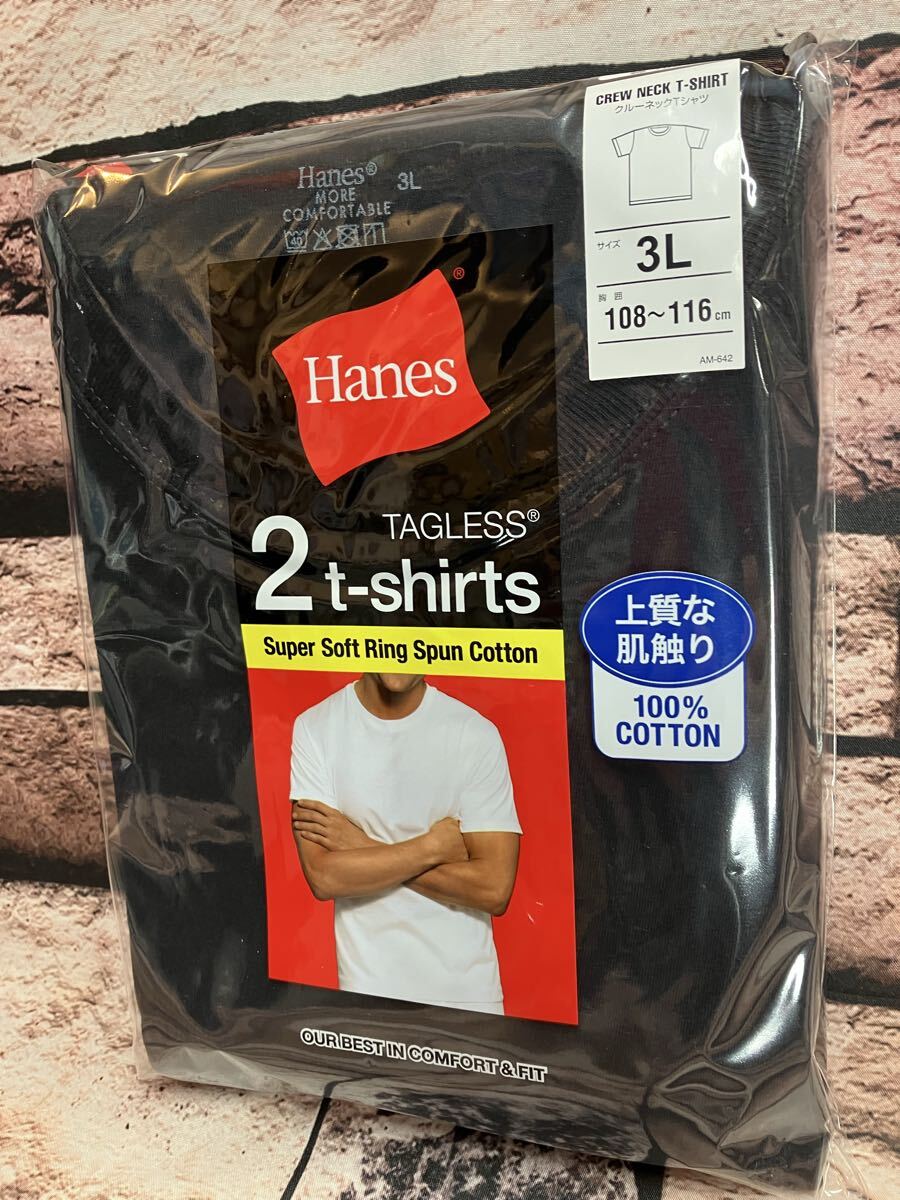 CREW NECK T-SHIRT
クルーネックTシャツ
サイズ
3L
胸囲
108~116cm
AM-642
Hanes® 3L
MORE
COMFORTABLE
40
Hanes®
TAGLESS®
2 t-shirts
Super Soft Ring Spun Cotton
上質な
肌触り
100%
COTTON
OUR BEST IN COMFORT & FIT